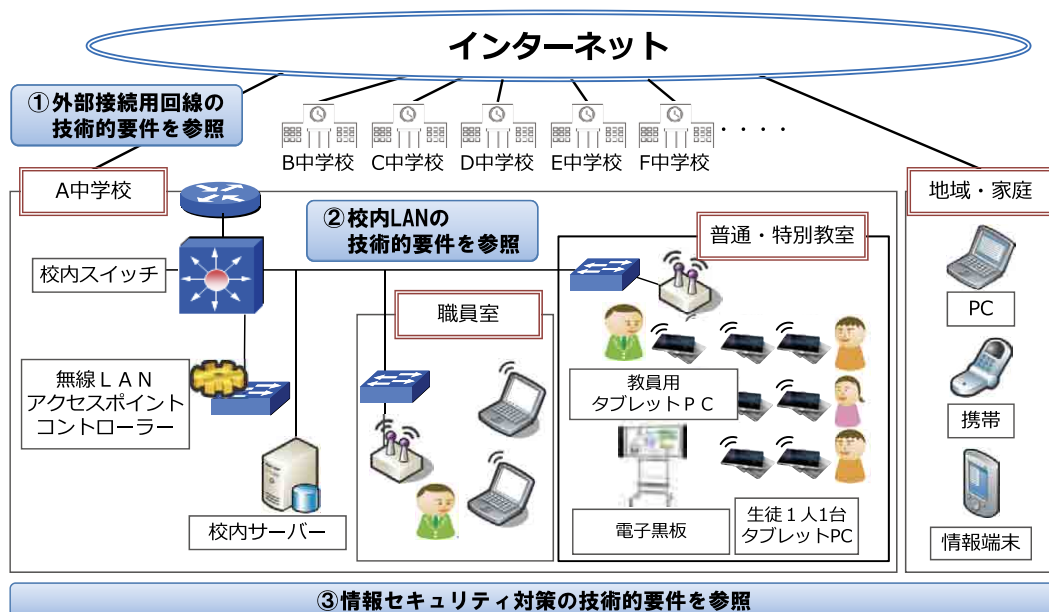 インターネット
①外部接続用回線の
技術的要件を参照
B中学校
C中学校
D中学校
E中学校
F中学校
・・・・
A中学校
地域・家庭
②校内LANの
技術的要件を参照
普通・特別教室
校内スイッチ
職員室
PC
無線ＬＡＮ
アクセスポイント
コントローラー
教員用
タブレットＰＣ
携帯
校内サーバー
電子黒板
生徒１人1台
タブレットPC
情報端末
③情報セキュリティ対策の技術的要件を参照